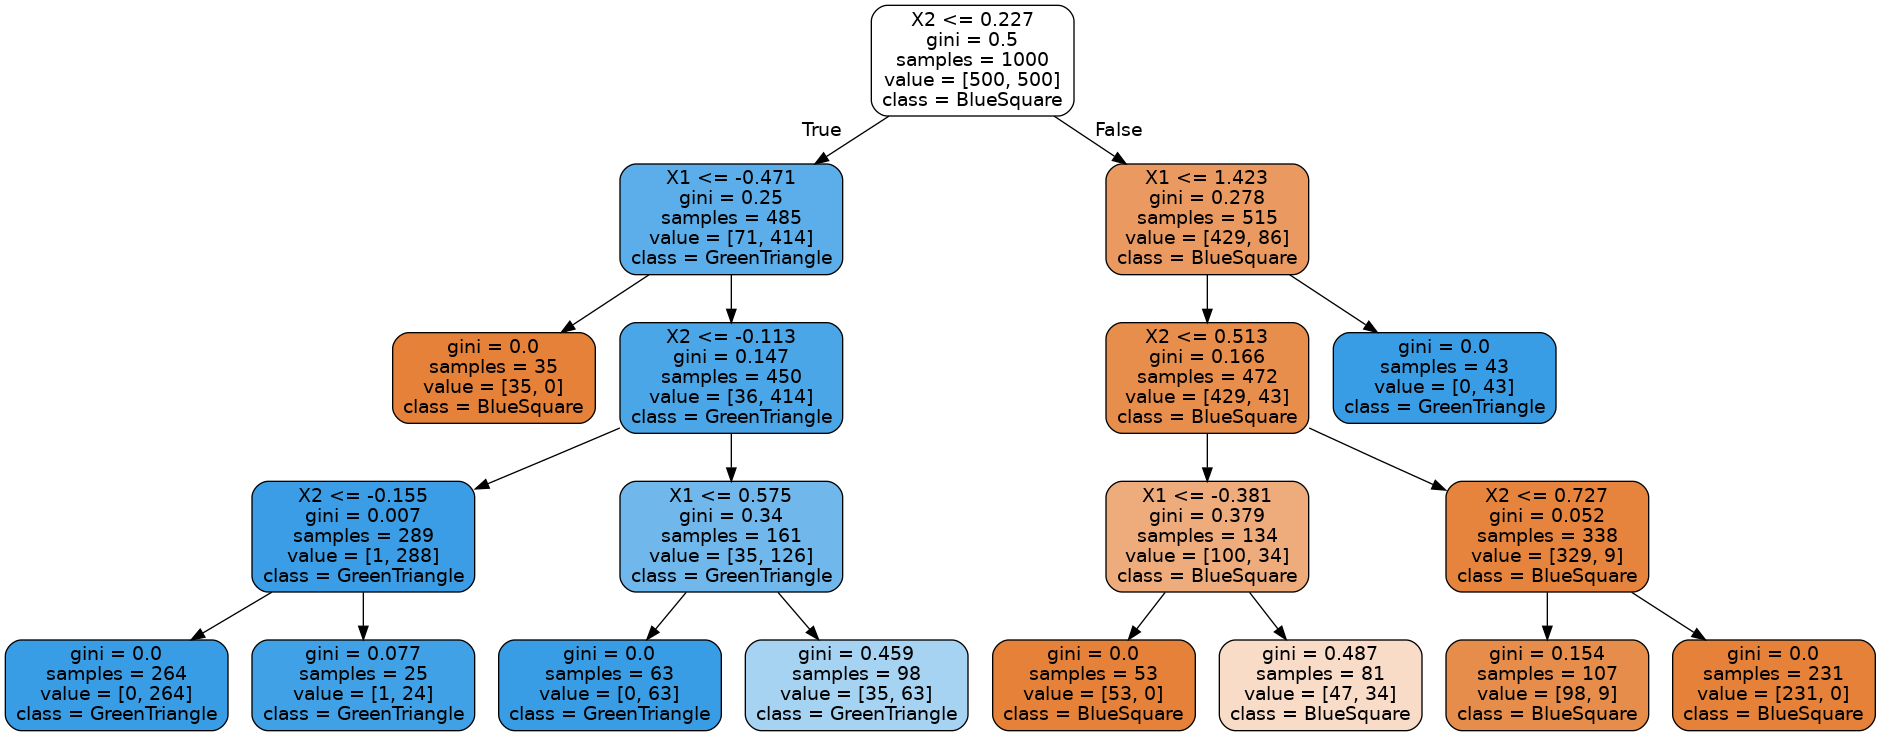 X2 <= 0.227
gini = 0.5
samples = 1000
value = [500, 500]
class = BlueSquare
True
False
X1 <= -0.471
gini = 0.25
samples = 485
value = [71, 414]
class = GreenTriangle
X1 <= 1.423
gini = 0.278
samples = 515
value = [429, 86]
class = BlueSquare
gini = 0.0
samples = 35
value = [35, 0]
class = BlueSquare
X2 <= -0.113
gini = 0.147
samples = 450
value = [36, 414]
class = GreenTriangle
X2 <= 0.513
gini = 0.166
samples = 472
value = [429, 43]
class = BlueSquare
gini = 0.0
samples = 43
value = [0, 43]
class = GreenTriangle
X2 <= -0.155
gini = 0.007
samples = 289
value = [1, 288]
class = GreenTriangle
X1 <= 0.575
gini = 0.34
samples = 161
value = [35, 126]
class = GreenTriangle
X1 <= -0.381
gini = 0.379
samples = 134
value = [100, 34]
class = BlueSquare
X2 <= 0.727
gini = 0.052
samples = 338
value = [329, 9]
class = BlueSquare
gini = 0.0
samples = 264
value = [0, 264]
class = GreenTriangle
gini = 0.077
samples = 25
value = [1, 24]
class = GreenTriangle
gini = 0.0
samples = 63
value = [0, 63]
class = GreenTriangle
gini = 0.459
samples = 98
value = [35, 63]
class = GreenTriangle
gini = 0.0
samples = 53
value = [53, 0]
class = BlueSquare
gini = 0.487
samples = 81
value = [47, 34]
class = BlueSquare
gini = 0.154
samples = 107
value = [98, 9]
class = BlueSquare
gini = 0.0
samples = 231
value = [231, 0]
class = BlueSquare